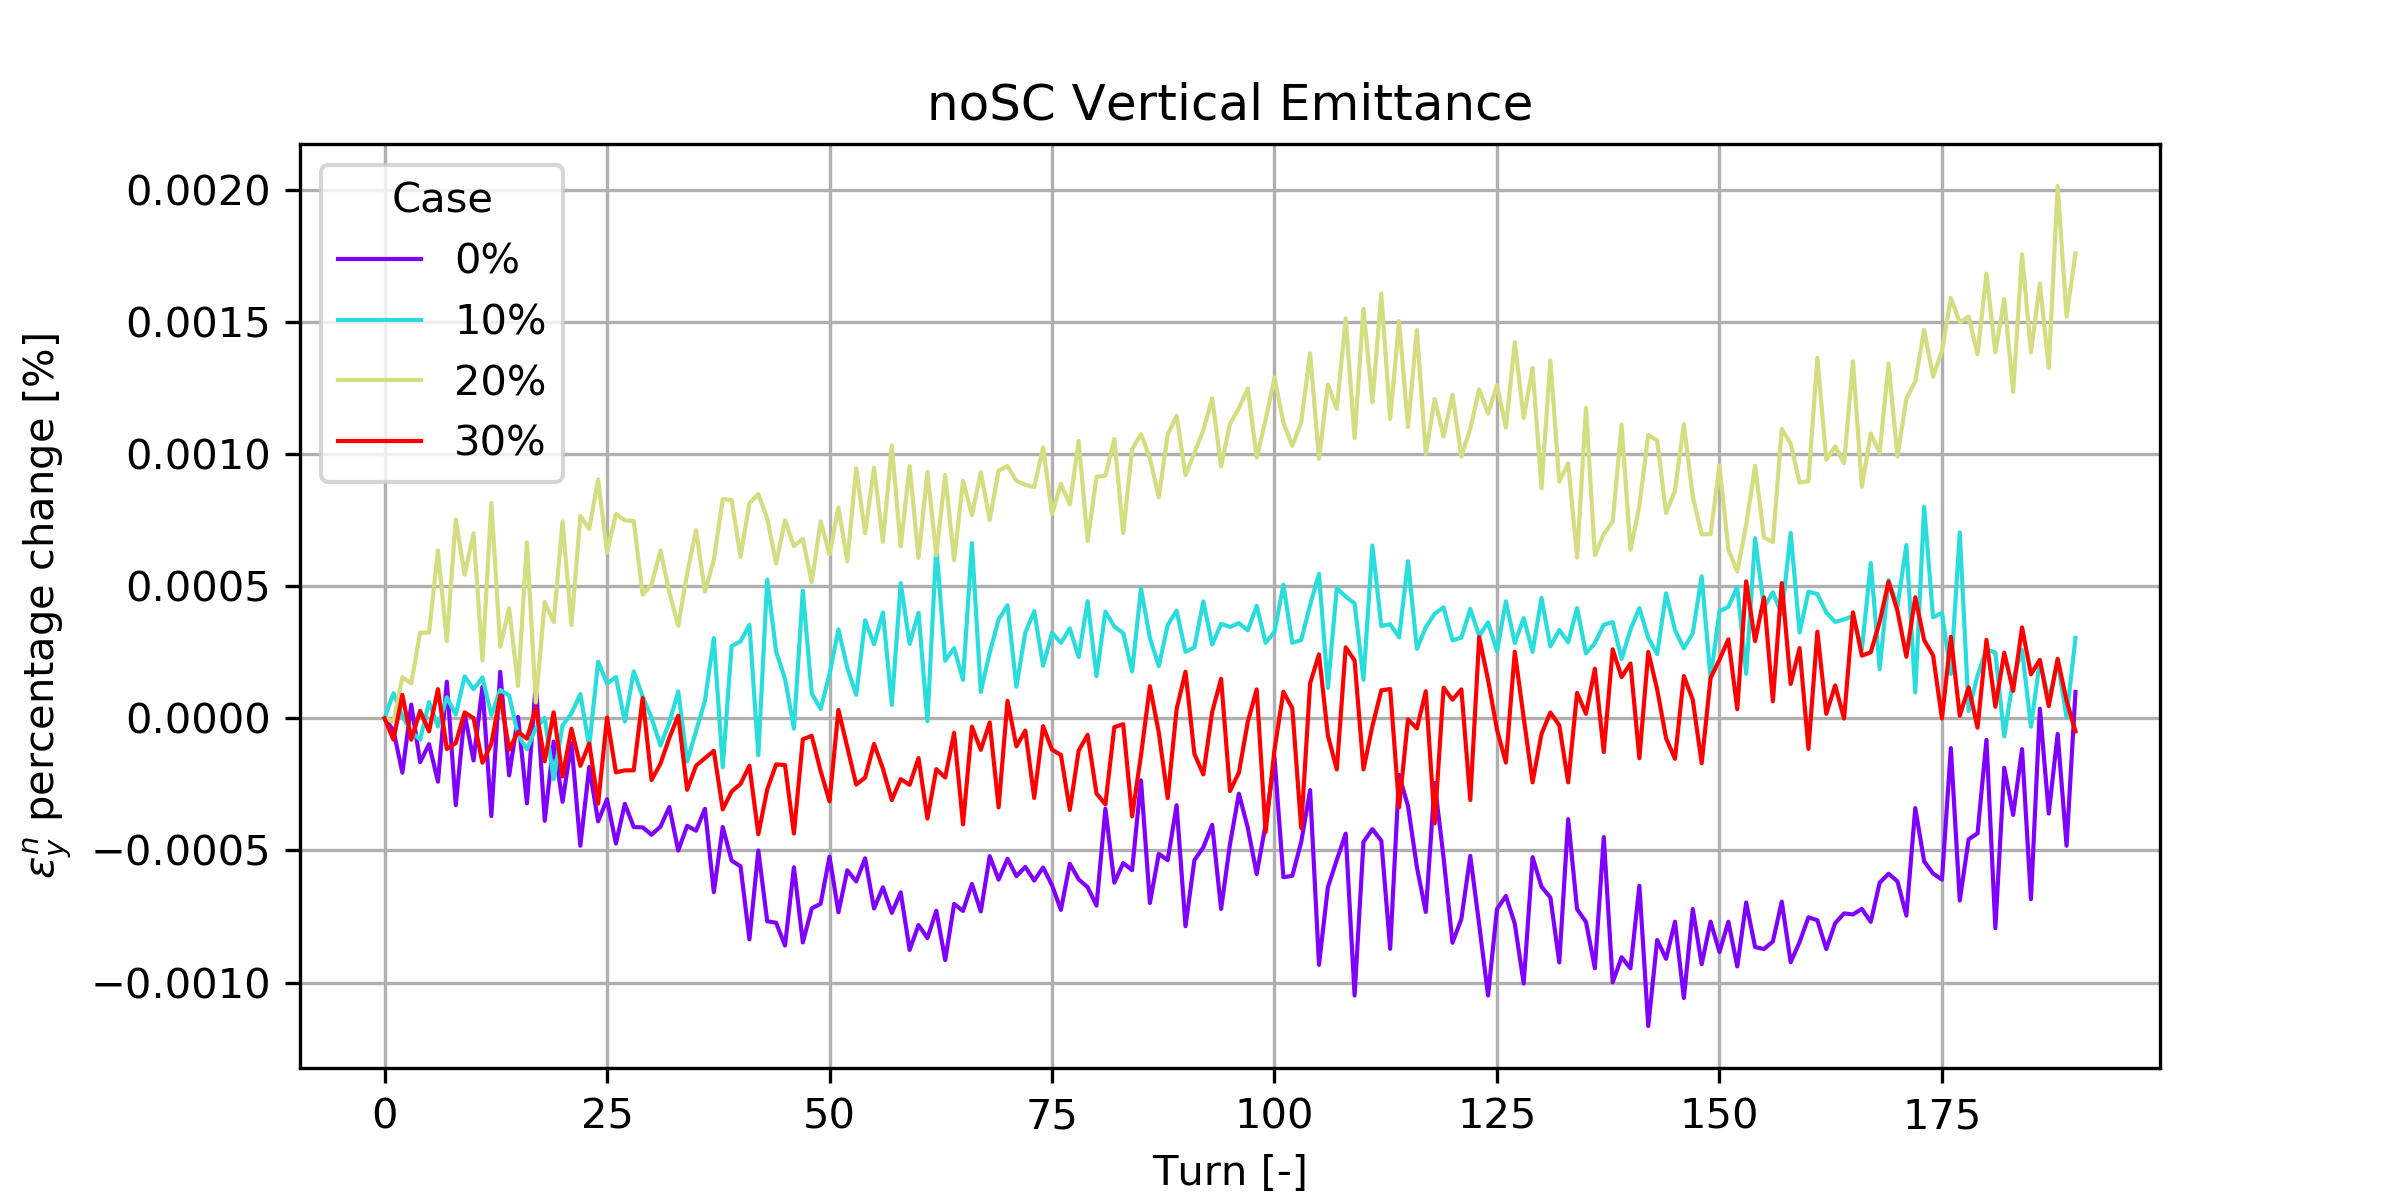 noSC Vertical Emittance
Case
0%
10%
20%
30%
0.0020
0.0015
0.0010
0.0005
0.0000
−0.0005
−0.0010
εⁿ_y percentage change [%]
0 25 50 75 100 125 150 175
Turn [-]